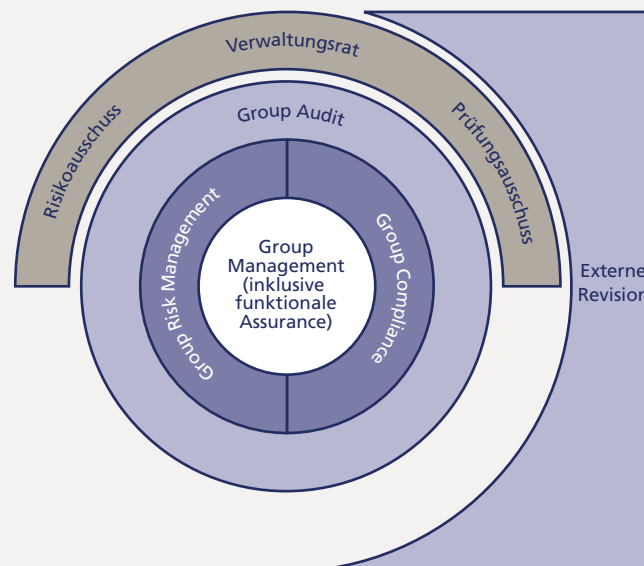 Verwaltungsrat
Risikoausschuss
Prüfungsausschuss
Group Audit
Group Risk Management
Group Compliance
Group
Management
(inklusive
funktionale
Assurance)
Externe
Revision